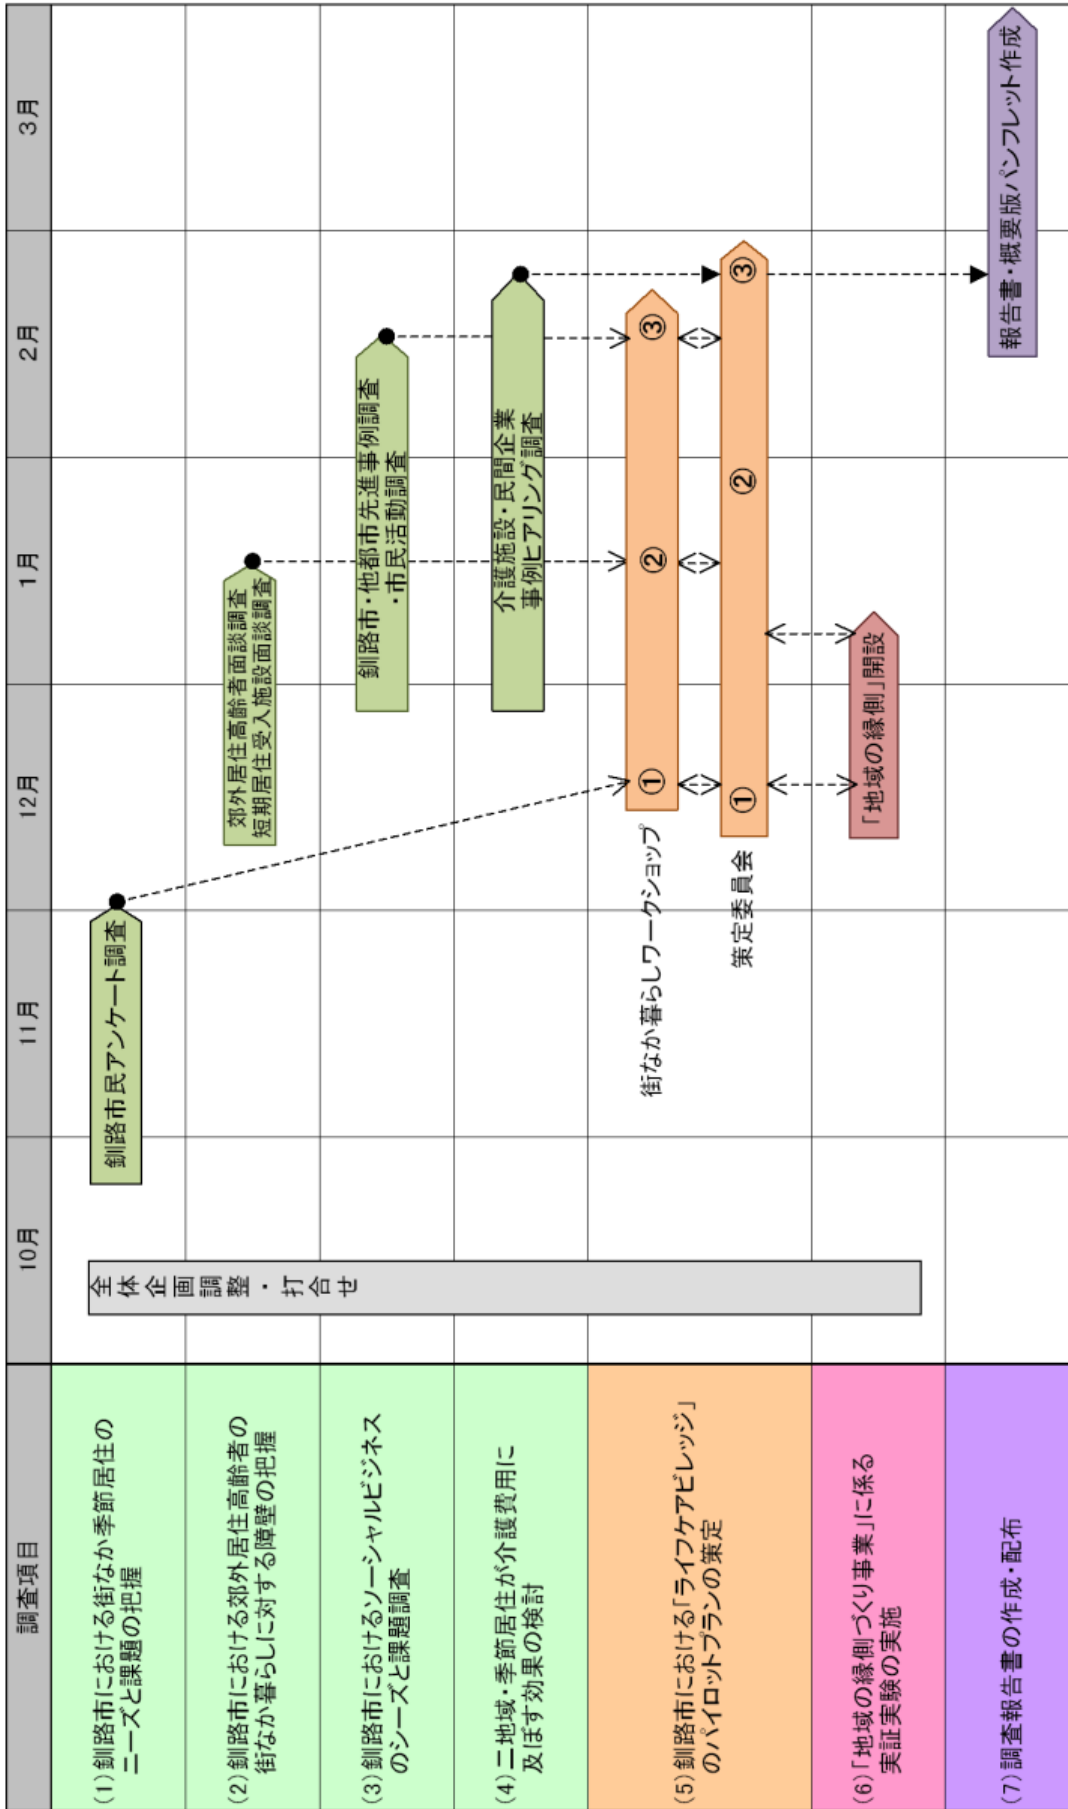 調査項目
10月
11月
12月
1月
2月
3月
(1)釧路市における街なか季節居住の
ニーズと課題の把握
(2)釧路市における郊外居住高齢者の
街なか暮らしに対する障壁の把握
(3)釧路市におけるソーシャルビジネス
のシーズと課題調査
(4)二地域・季節居住が介護費用に
及ぼす効果の検討
(5)釧路市における「ライフケアビレッジ」
のパイロットプランの策定
(6)「地域の縁側づくり事業」に係る
実証実験の実施
(7)調査報告書の作成・配布
全体企画調整・打合せ
釧路市民アンケート調査
郊外居住高齢者面談調査
短期居住受入施設面談調査
釧路市・他都市先進事例調査
・市民活動調査
介護施設・民間企業
事例ヒアリング調査
街なか暮らしワークショップ
①
②
③
策定委員会
①
②
③
「地域の縁側」開設
報告書・概要版パンフレット作成